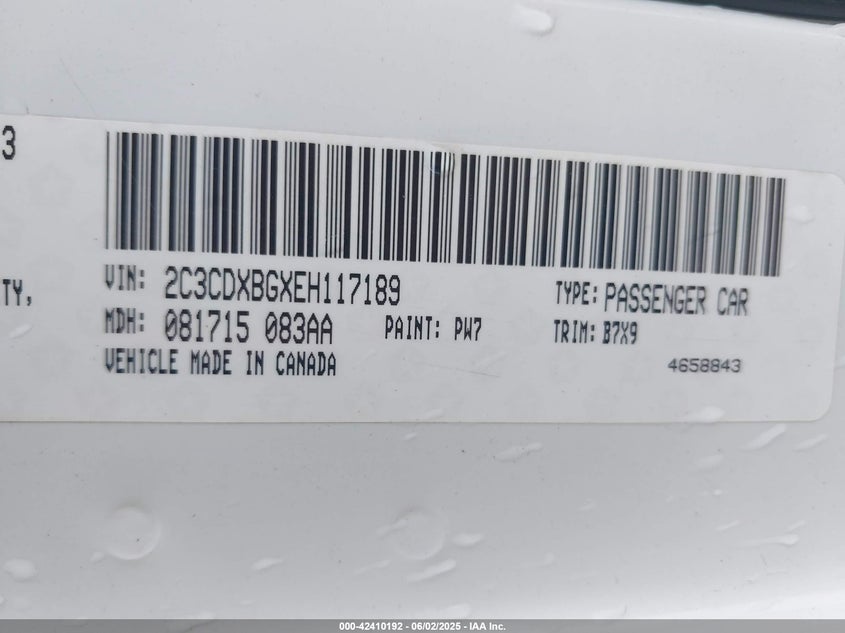 3
TY,
VIN: 2C3CDXBGXEH117189 TYPE: PASSENGER CAR
MDH: 081715 083AA PAINT: PW7 TRIM: B7X9
VEHICLE MADE IN CANADA 4658843
000-42410192 - 06/02/2025 - IAA Inc.